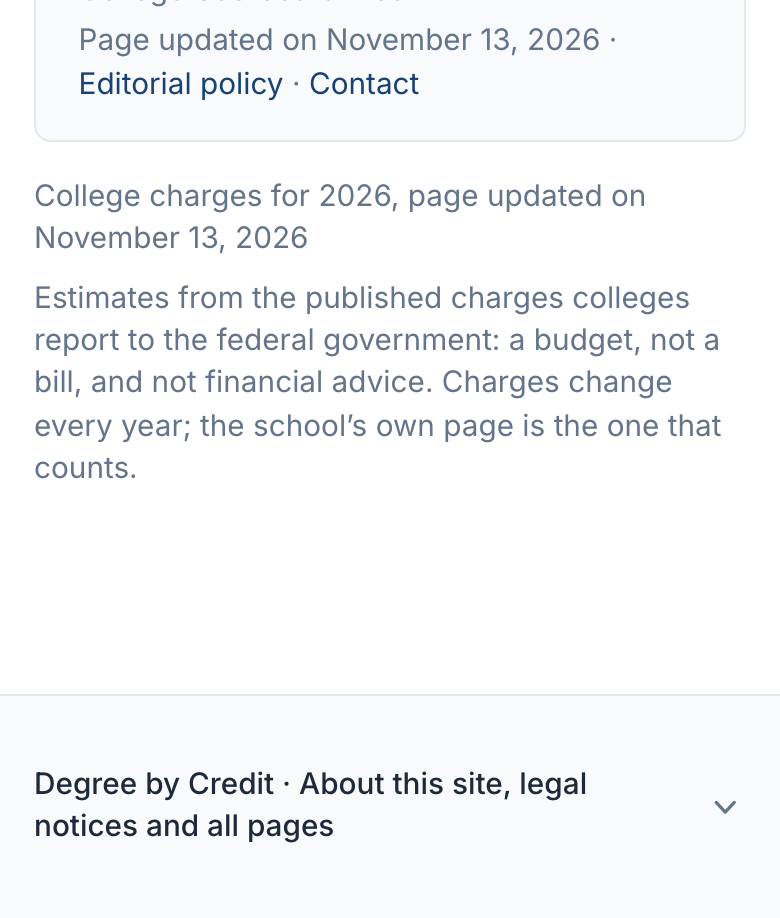 Page updated on November 13, 2026 ·
Editorial policy · Contact
College charges for 2026, page updated on
November 13, 2026
Estimates from the published charges colleges
report to the federal government: a budget, not a
bill, and not financial advice. Charges change
every year; the school’s own page is the one that
counts.
Degree by Credit · About this site, legal
notices and all pages